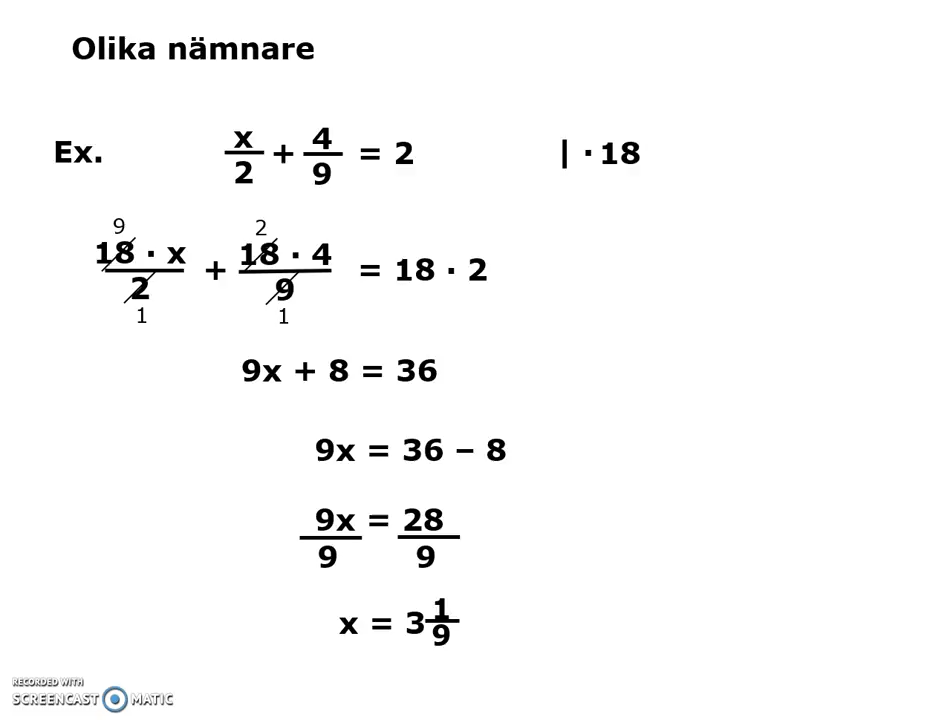 Olika nämnare
Ex. x/2 + 4/9 = 2 | · 18
9 2
18 · x/2 + 18 · 4/9 = 18 · 2
1 1
9x + 8 = 36
9x = 36 – 8
9x/9 = 28/9
x = 3 1/9
RECORDED WITH
SCREENCAST MATIC